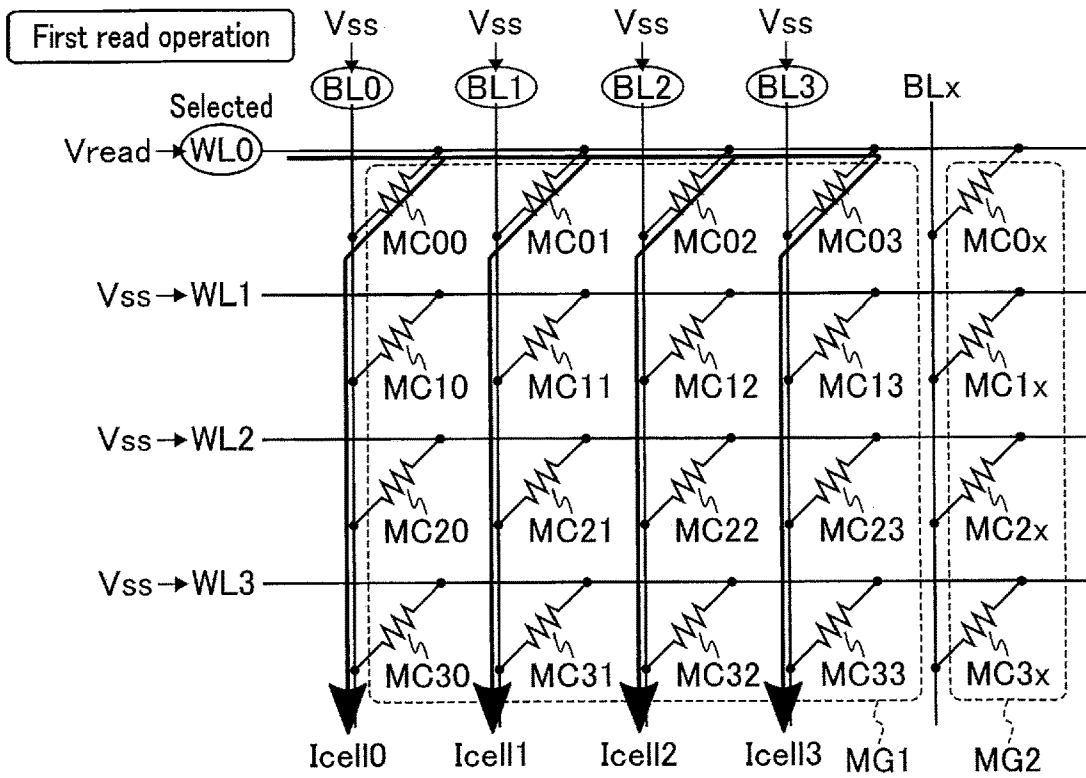 First read operation
Vss Vss Vss Vss
BL0 BL1 BL2 BL3 BLx
Selected
Vread WL0
MC00 MC01 MC02 MC03 MC0x
Vss WL1
MC10 MC11 MC12 MC13 MC1x
Vss WL2
MC20 MC21 MC22 MC23 MC2x
Vss WL3
MC30 MC31 MC32 MC33 MC3x
Icell0 Icell1 Icell2 Icell3 MG1 MG2